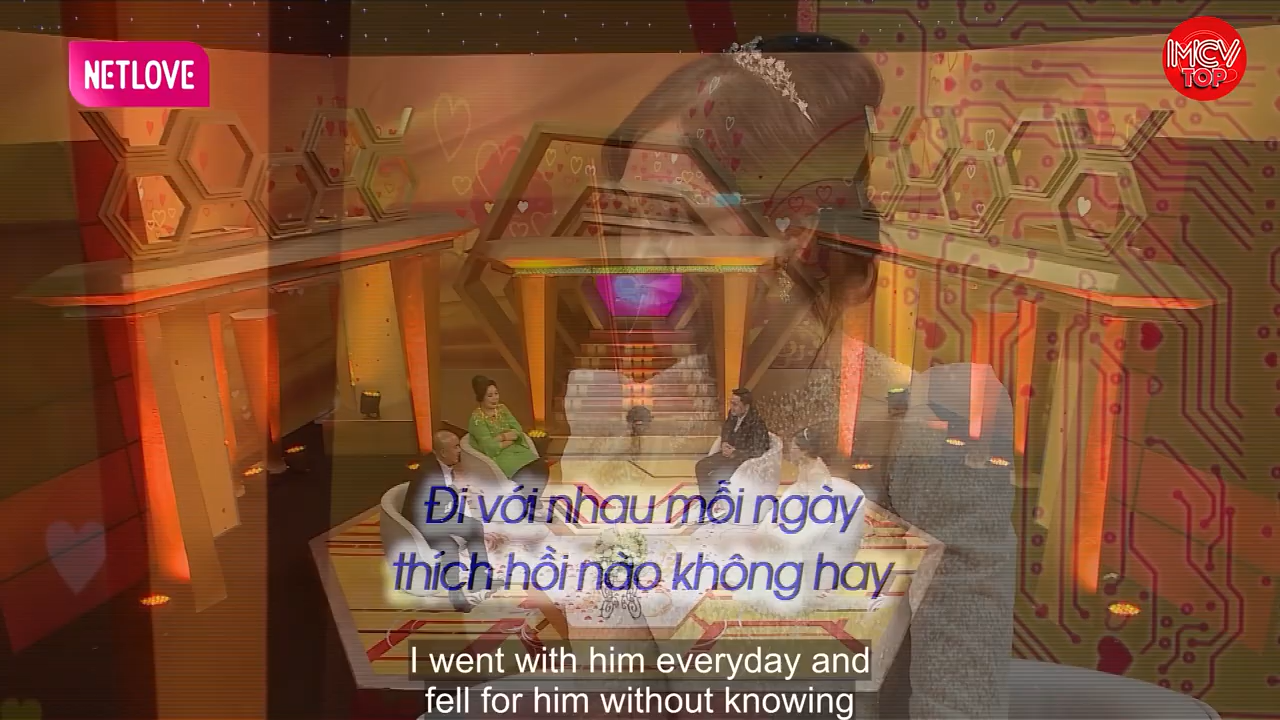 NETLOVE
MCV
TOP
Đi với nhau mỗi ngày
thích hồi nào không hay
I went with him everyday and
fell for him without knowing